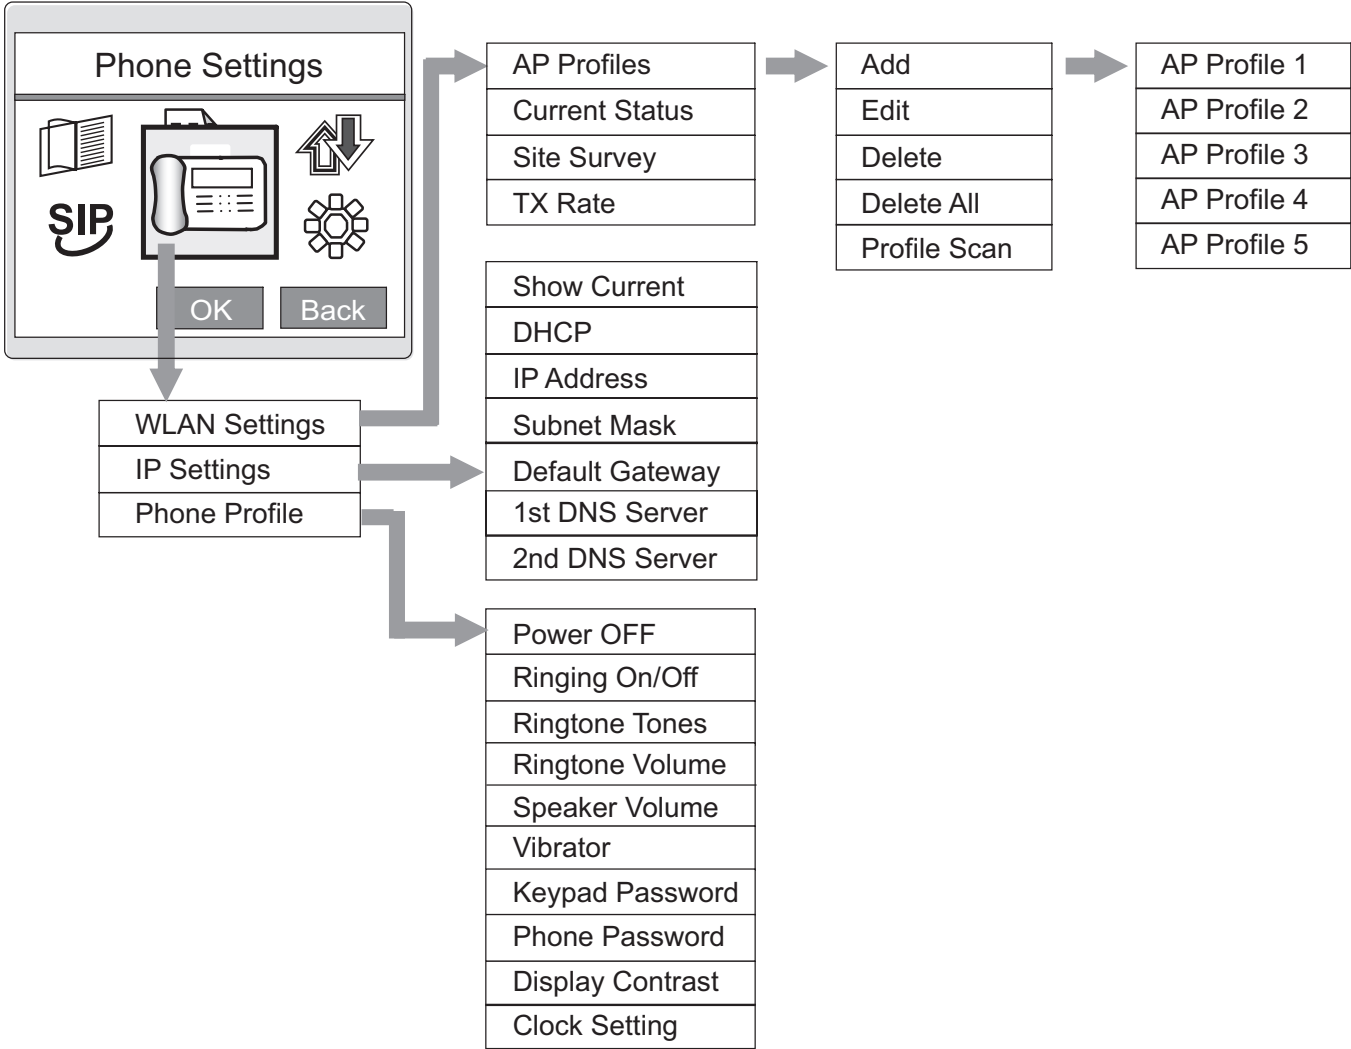 Phone Settings
SIP
OK
Back
WLAN Settings
IP Settings
Phone Profile
AP Profiles
Current Status
Site Survey
TX Rate
Add
Edit
Delete
Delete All
Profile Scan
AP Profile 1
AP Profile 2
AP Profile 3
AP Profile 4
AP Profile 5
Show Current
DHCP
IP Address
Subnet Mask
Default Gateway
1st DNS Server
2nd DNS Server
Power OFF
Ringing On/Off
Ringtone Tones
Ringtone Volume
Speaker Volume
Vibrator
Keypad Password
Phone Password
Display Contrast
Clock Setting